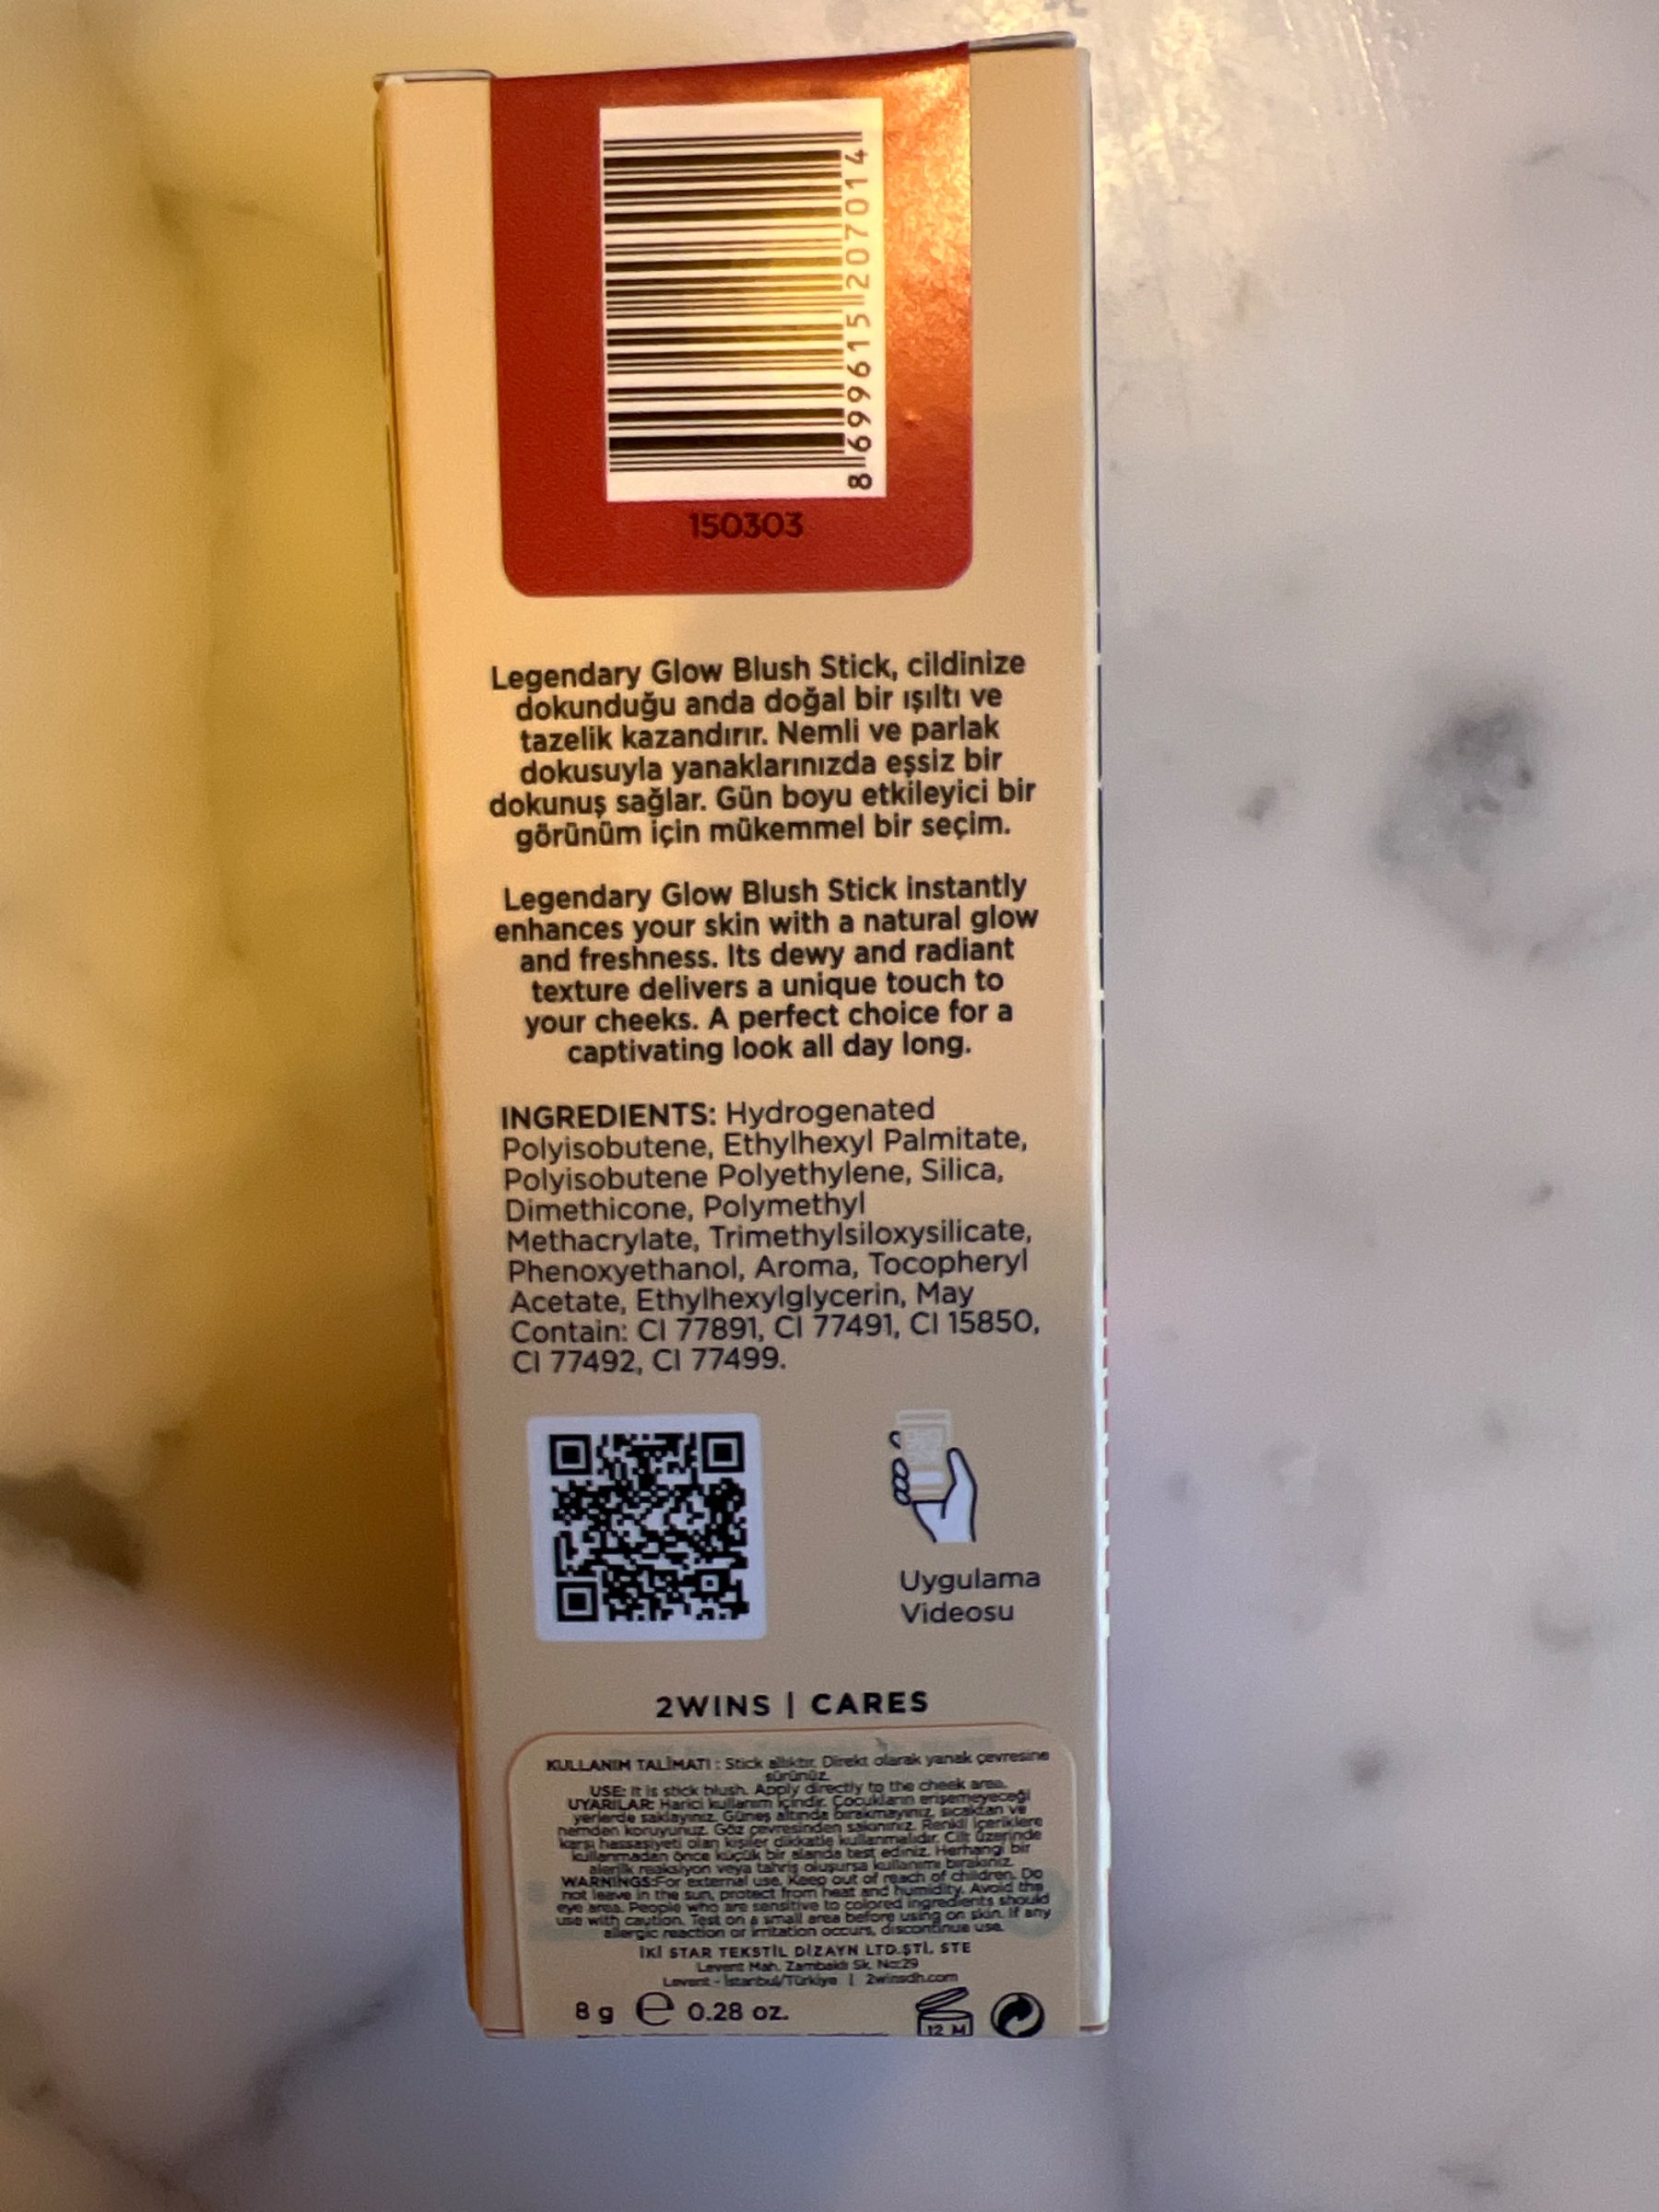 8 699615 207014
150303
Legendary Glow Blush Stick, cildinize
dokunduğu anda doğal bir ışıltı ve
tazelik kazandırır. Nemli ve parlak
dokusuyla yanaklarınızda eşsiz bir
dokunuş sağlar. Gün boyu etkileyici bir
görünüm için mükemmel bir seçim.
Legendary Glow Blush Stick instantly
enhances your skin with a natural glow
and freshness. Its dewy and radiant
texture delivers a unique touch to
your cheeks. A perfect choice for a
captivating look all day long.
INGREDIENTS: Hydrogenated
Polyisobutene, Ethylhexyl Palmitate,
Polyisobutene Polyethylene, Silica,
Dimethicone, Polymethyl
Methacrylate, Trimethylsiloxysilicate,
Phenoxyethanol, Aroma, Tocopheryl
Acetate, Ethylhexylglycerin, May
Contain: CI 77891, CI 77491, CI 15850,
CI 77492, CI 77499.
Uygulama
Videosu
2WINS | CARES
KULLANIM TALİMATI : Stick allıktır. Direkt olarak yanak çevresine
sürünüz.
USE: It is stick blush. Apply directly to the cheek area.
UYARILAR: Harici kullanım içindir. Çocukların erişemeyeceği
yerlerde saklayınız. Güneş altında bırakmayınız, sıcaktan ve
nemden koruyunuz. Göz çevresinden sakınınız. Renkli içeriklere
karşı hassasiyeti olan kişiler dikkatle kullanmalıdır. Cilt üzerinde
kullanmadan önce küçük bir alanda test ediniz. Herhangi bir
alerjik reaksiyon veya tahriş oluşursa kullanımı bırakınız.
WARNINGS:For external use. Keep out of reach of children. Do
not leave in the sun, protect from heat and humidity. Avoid the
eye area. People who are sensitive to colored ingredients should
use with caution. Test on a small area before using on skin. If any
allergic reaction or irritation occurs, discontinue use.
İKİ STAR TEKSTİL DİZAYN LTD.ŞTİ. STE
Levent Mah. Zambaklı Sk. No:29
Levent - İstanbul/Türkiye | 2winsdh.com
8 g e 0.28 oz.
12 M